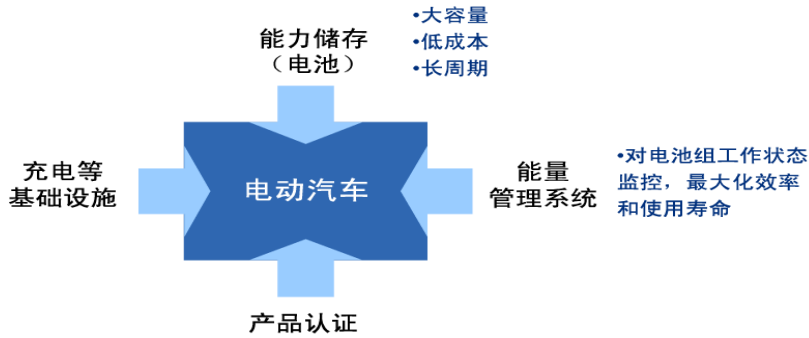 能力储存
（电池）
•大容量
•低成本
•长周期
充电等
基础设施
电动汽车
能量
管理系统
•对电池组工作状态
监控，最大化效率
和使用寿命
产品认证